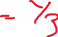 = 1/3